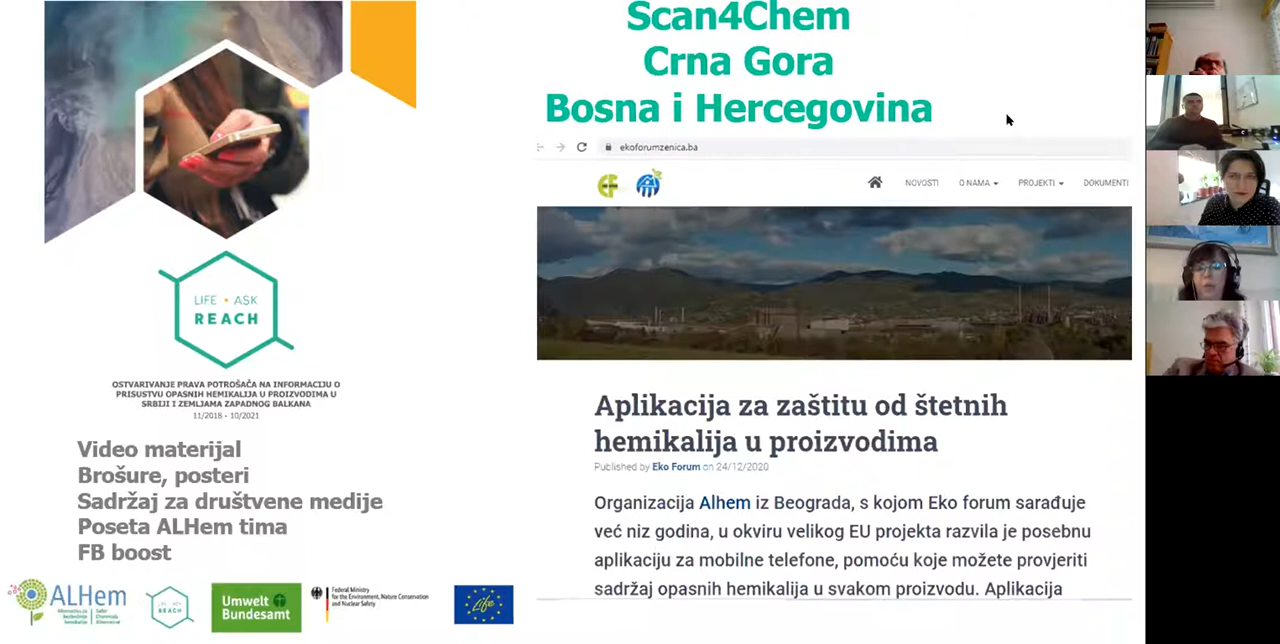 Scan4Chem
Crna Gora
Bosna i Hercegovina
ekoforumzenica.ba
NOVOSTI
O NAMA
PROJEKTI
DOKUMENTI
LIFE • ASK
REACH
OSTVARIVANJE PRAVA POTROŠAČA NA INFORMACIJU O
PRISUSTVU OPASNIH HEMIKALIJA U PROIZVODIMA U
SRBIJI I ZEMLJAMA ZAPADNOG BALKANA
11/2018 - 10/2021
Video materijal
Brošure, posteri
Sadržaj za društvene medije
Poseta ALHem tima
FB boost
Aplikacija za zaštitu od štetnih
hemikalija u proizvodima
Published by Eko Forum on 24/12/2020
Organizacija Alhem iz Beograda, s kojom Eko forum sarađuje
već niz godina, u okviru velikog EU projekta razvila je posebnu
aplikaciju za mobilne telefone, pomoću koje možete provjeriti
sadržaj opasnih hemikalija u svakom proizvodu. Aplikacija
ALHem
REACH
Umwelt
Bundesamt
Federal Ministry
for the Environment, Nature Conservation
and Nuclear Safety
Life